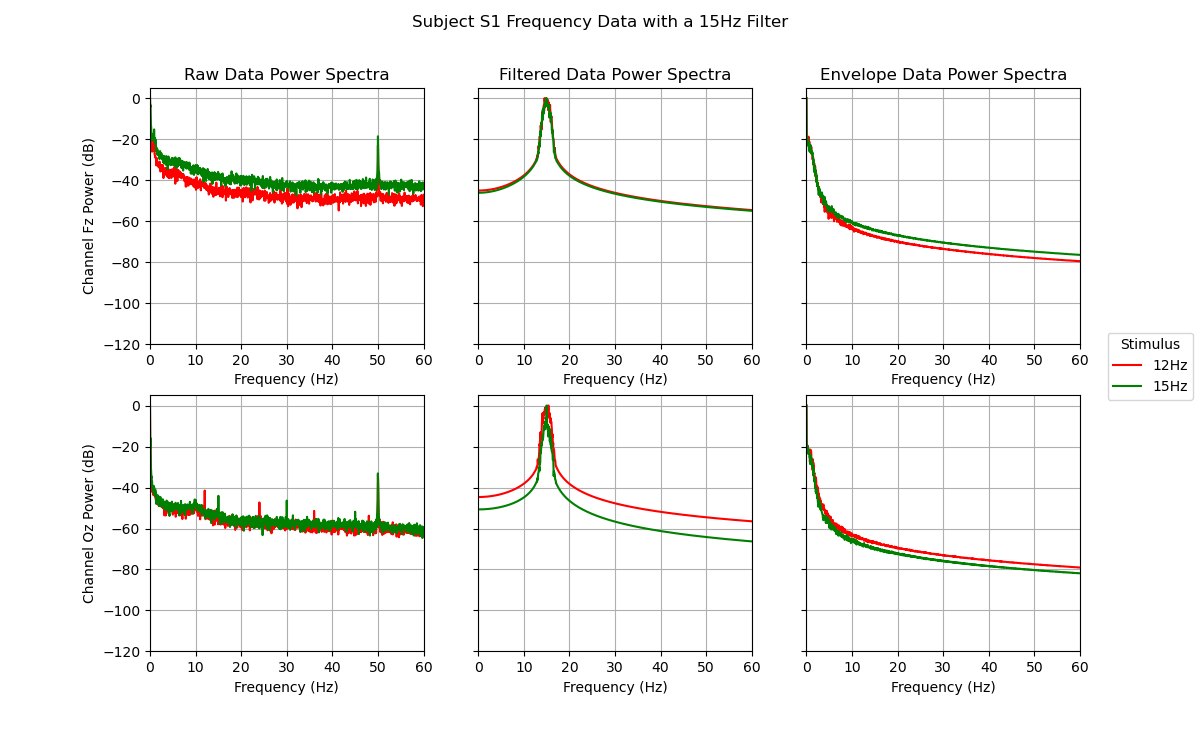 Subject S1 Frequency Data with a 15Hz Filter
Raw Data Power Spectra
Filtered Data Power Spectra
Envelope Data Power Spectra
Channel Fz Power (dB)
0
−20
−40
−60
−80
−100
−120
0 10 20 30 40 50 60
0 10 20 30 40 50 60
0 10 20 30 40 50 60
Frequency (Hz)
Frequency (Hz)
Frequency (Hz)
Stimulus
12Hz
15Hz
Channel Oz Power (dB)
0
−20
−40
−60
−80
−100
−120
0 10 20 30 40 50 60
0 10 20 30 40 50 60
0 10 20 30 40 50 60
Frequency (Hz)
Frequency (Hz)
Frequency (Hz)